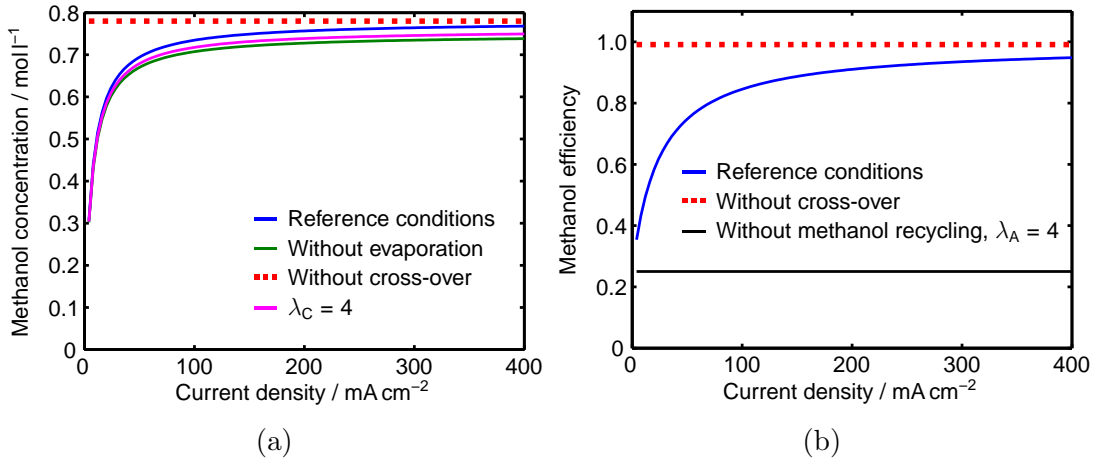 Methanol concentration / mol l⁻¹
0.8
0.7
0.6
0.5
0.4
0.3
0.2
0.1
0
Reference conditions
Without evaporation
Without cross-over
λC = 4
0 100 200 300 400
Current density / mA cm⁻²
(a)
Methanol efficiency
1.0
0.8
0.6
0.4
0.2
0
Reference conditions
Without cross-over
Without methanol recycling, λA = 4
0 100 200 300 400
Current density / mA cm⁻²
(b)